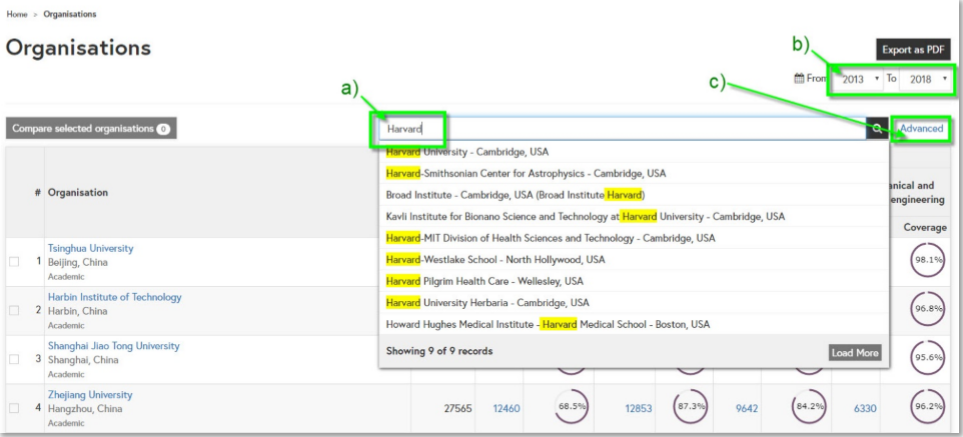 Home > Organisations
Organisations
Export as PDF
b)
From 2013 To 2018
c)
a)
Compare selected organisations 0
Harvard
Advanced
Harvard University - Cambridge, USA
Harvard-Smithsonian Center for Astrophysics - Cambridge, USA
Broad Institute - Cambridge, USA (Broad Institute Harvard)
Kavli Institute for Bionano Science and Technology at Harvard University - Cambridge, USA
Harvard-MIT Division of Health Sciences and Technology - Cambridge, USA
Harvard-Westlake School - North Hollywood, USA
Harvard Pilgrim Health Care - Wellesley, USA
Harvard University Herbaria - Cambridge, USA
Howard Hughes Medical Institute - Harvard Medical School - Boston, USA
Showing 9 of 9 records
Load More
# Organisation
anical and
engineering
Coverage
Tsinghua University
1 Beijing, China
Academic
98.1%
Harbin Institute of Technology
2 Harbin, China
Academic
96.8%
Shanghai Jiao Tong University
3 Shanghai, China
Academic
95.6%
Zhejiang University
4 Hangzhou, China
Academic
27565 12460 68.5% 12853 87.3% 9642 84.2% 6330 96.2%